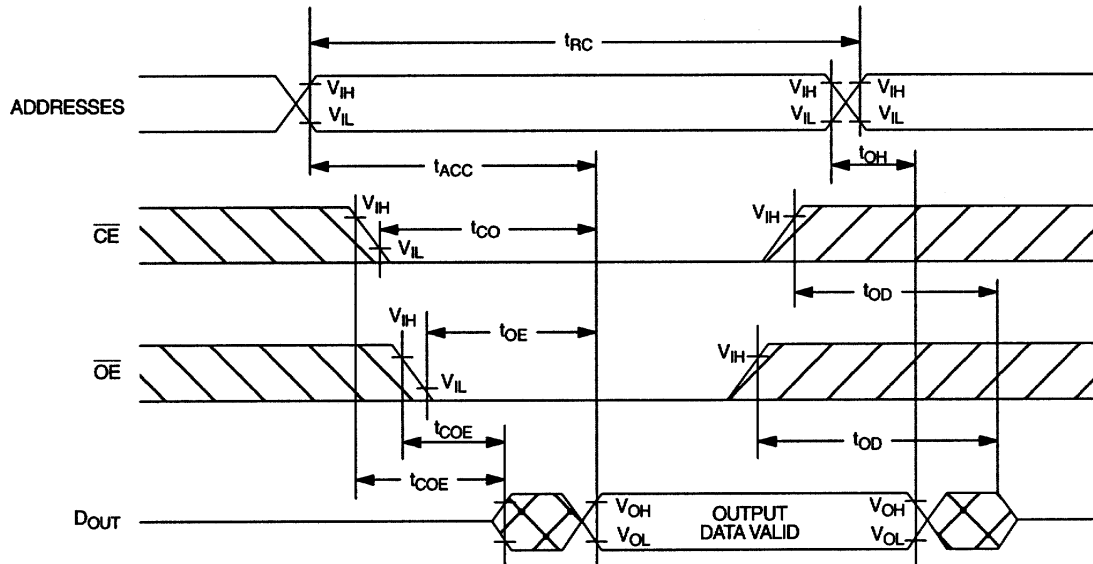 tRC
ADDRESSES
VIH
VIL
VIH
VIL
VIH
VIL
tACC
tOH
CE
VIH
VIL
tCO
VIH
tOD
OE
VIH
VIL
tOE
VIH
tCOE
tOD
tCOE
DOUT
VOH
VOL
OUTPUT
DATA VALID
VOH
VOL